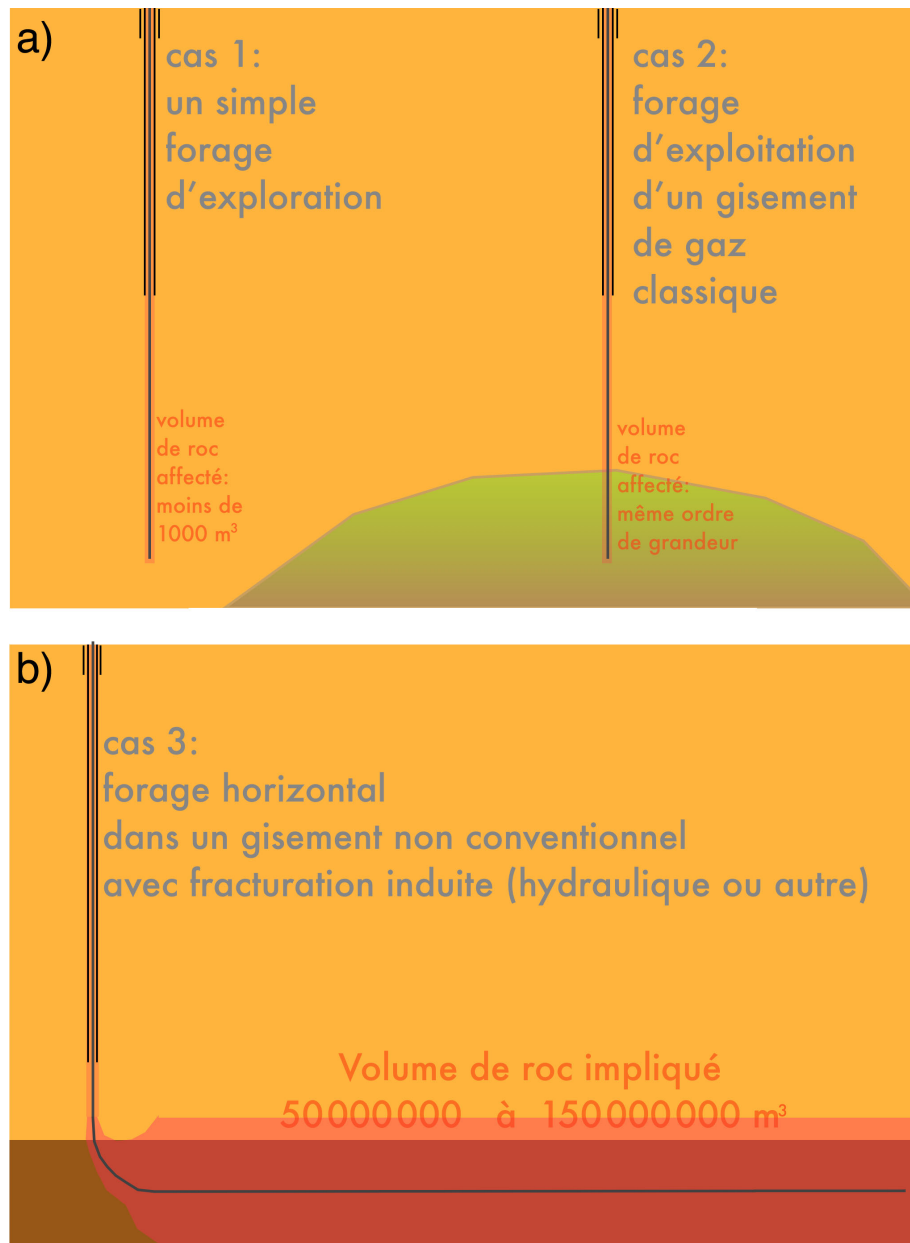 a)
cas 1:
un simple
forage
d'exploration
volume
de roc
affecté:
moins de
1000 m³
cas 2:
forage
d'exploitation
d'un gisement
de gaz
classique
volume
de roc
affecté:
même ordre
de grandeur
b)
cas 3:
forage horizontal
dans un gisement non conventionnel
avec fracturation induite (hydraulique ou autre)
Volume de roc impliqué
50000000 à 150000000 m³